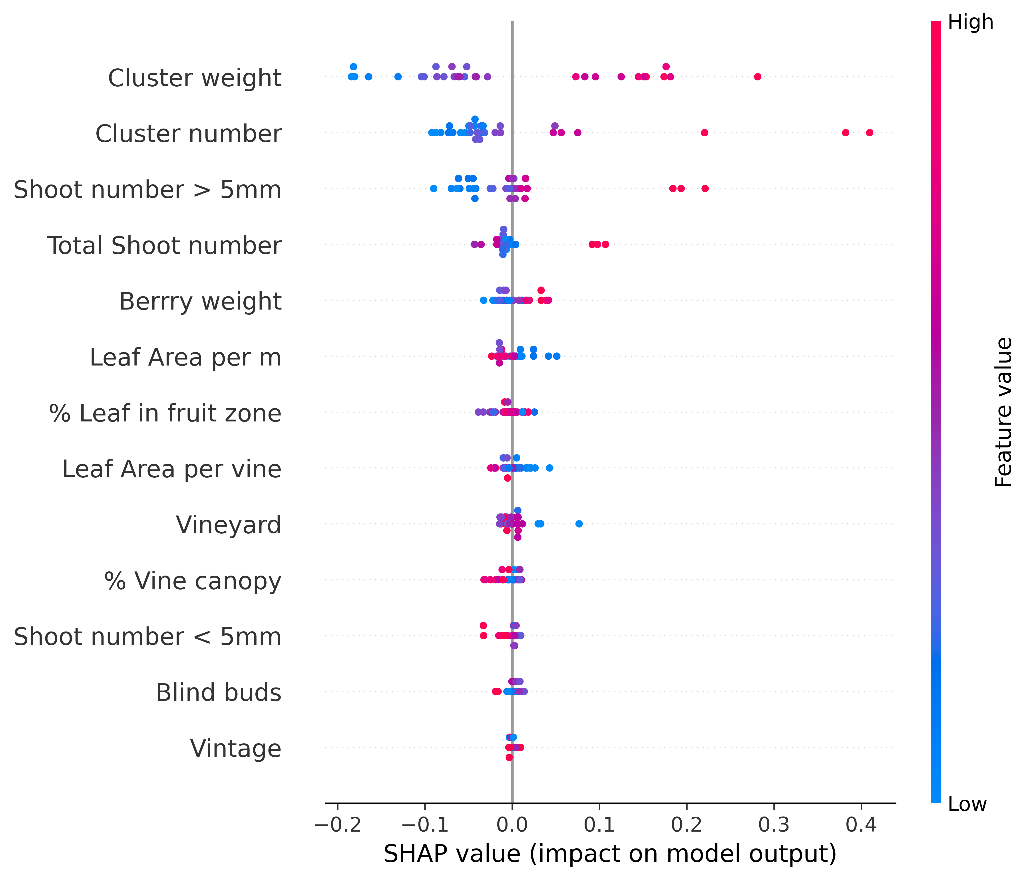 High
Cluster weight
Cluster number
Shoot number > 5mm
Total Shoot number
Berrry weight
Leaf Area per m
% Leaf in fruit zone
Leaf Area per vine
Vineyard
% Vine canopy
Shoot number < 5mm
Blind buds
Vintage
Feature value
Low
−0.2 −0.1 0.0 0.1 0.2 0.3 0.4
SHAP value (impact on model output)